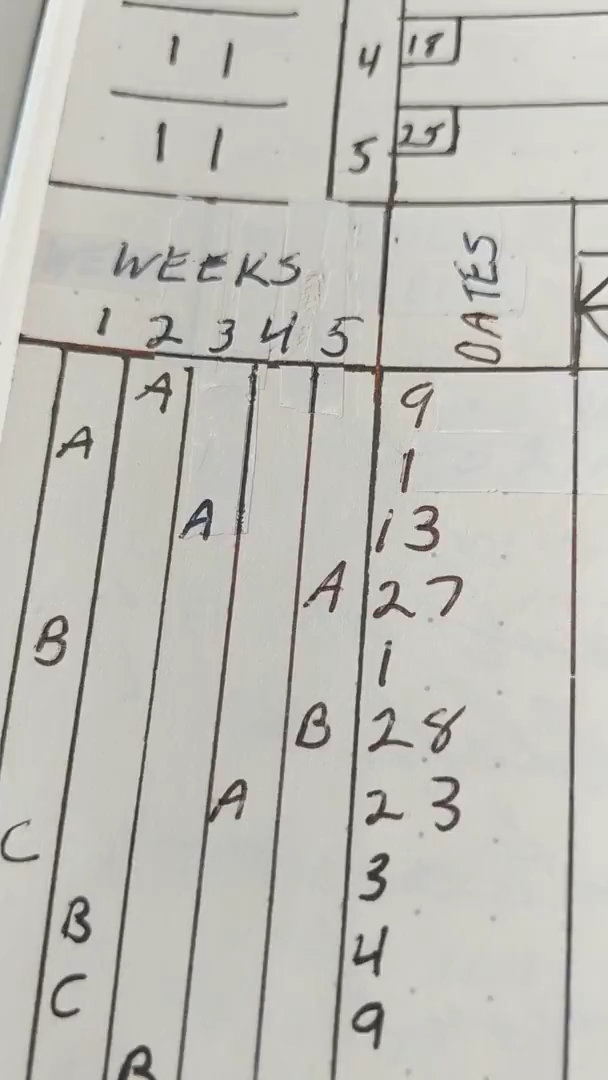 1 1 4 18
1 1 5 25
WEEKS DATES
1 2 3 4 5
A 9
A 1
A 13
A 27
B 1
B 28
A 23
C 3
B 4
C 9
B